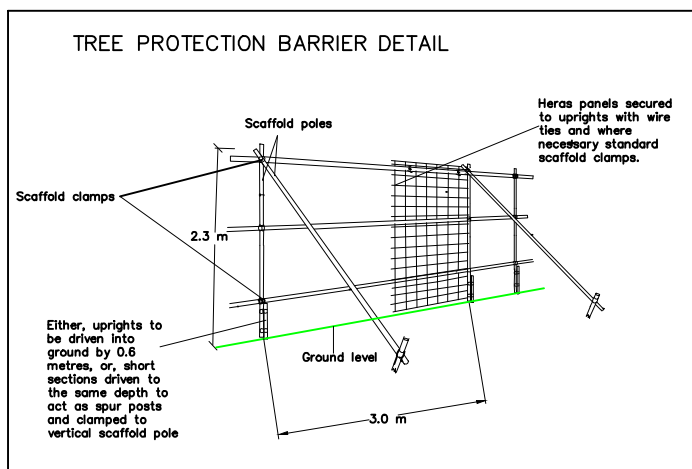 TREE PROTECTION BARRIER DETAIL
Heras panels secured
to uprights with wire
ties and where
necessary standard
scaffold clamps.
Scaffold poles
Scaffold clamps
2.3 m
Either, uprights to
be driven into
ground by 0.6
metres, or, short
sections driven to
the same depth to
act as spur posts
and clamped to
vertical scaffold pole
Ground level
3.0 m